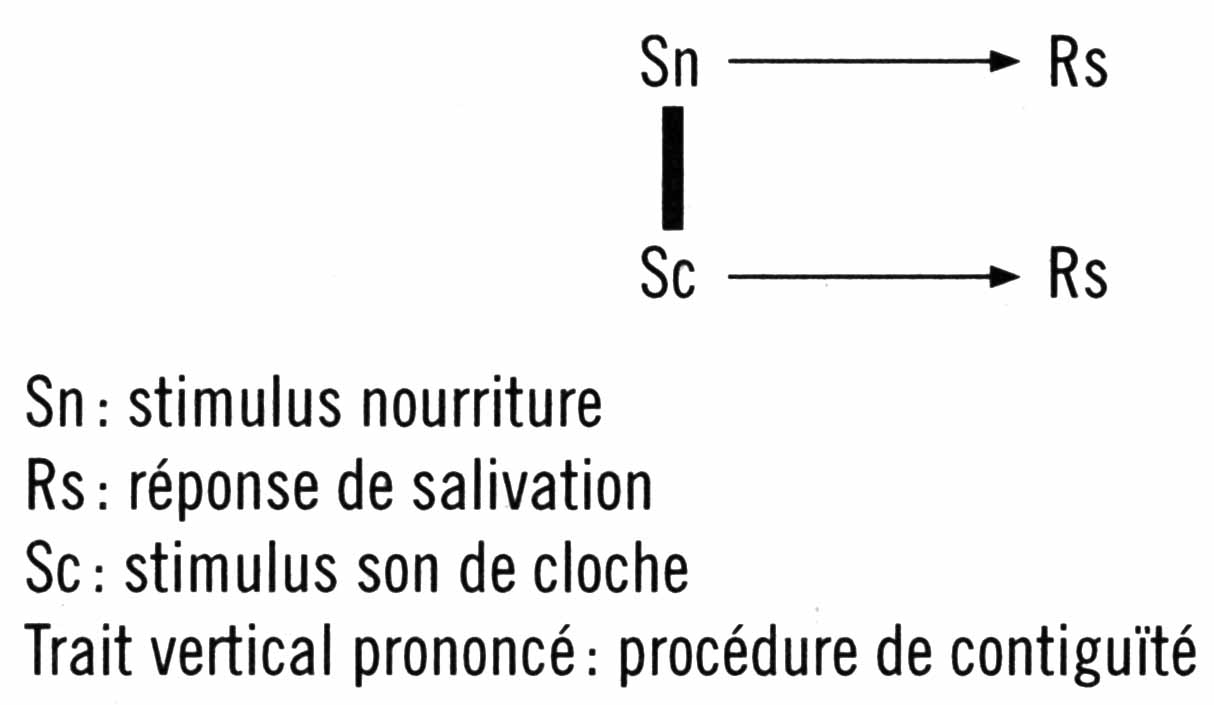 Sn Rs
Sc Rs
Sn : stimulus nourriture
Rs : réponse de salivation
Sc : stimulus son de cloche
Trait vertical prononcé : procédure de contiguïté